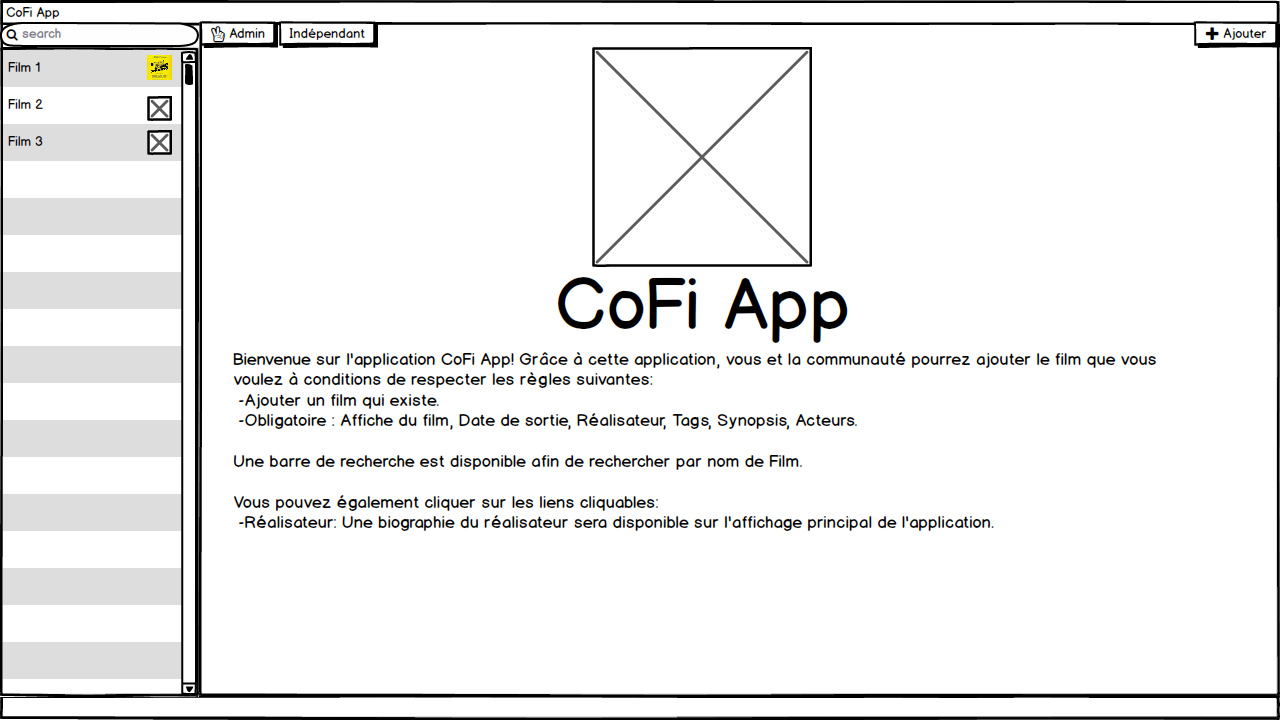 CoFi App
search
Admin
Indépendant
Ajouter
Film 1
Film 2
Film 3
CoFi App
Bienvenue sur l'application CoFi App! Grâce à cette application, vous et la communauté pourrez ajouter le film que vous
voulez à conditions de respecter les règles suivantes:
-Ajouter un film qui existe.
-Obligatoire : Affiche du film, Date de sortie, Réalisateur, Tags, Synopsis, Acteurs.
Une barre de recherche est disponible afin de rechercher par nom de Film.
Vous pouvez également cliquer sur les liens cliquables:
-Réalisateur: Une biographie du réalisateur sera disponible sur l'affichage principal de l'application.